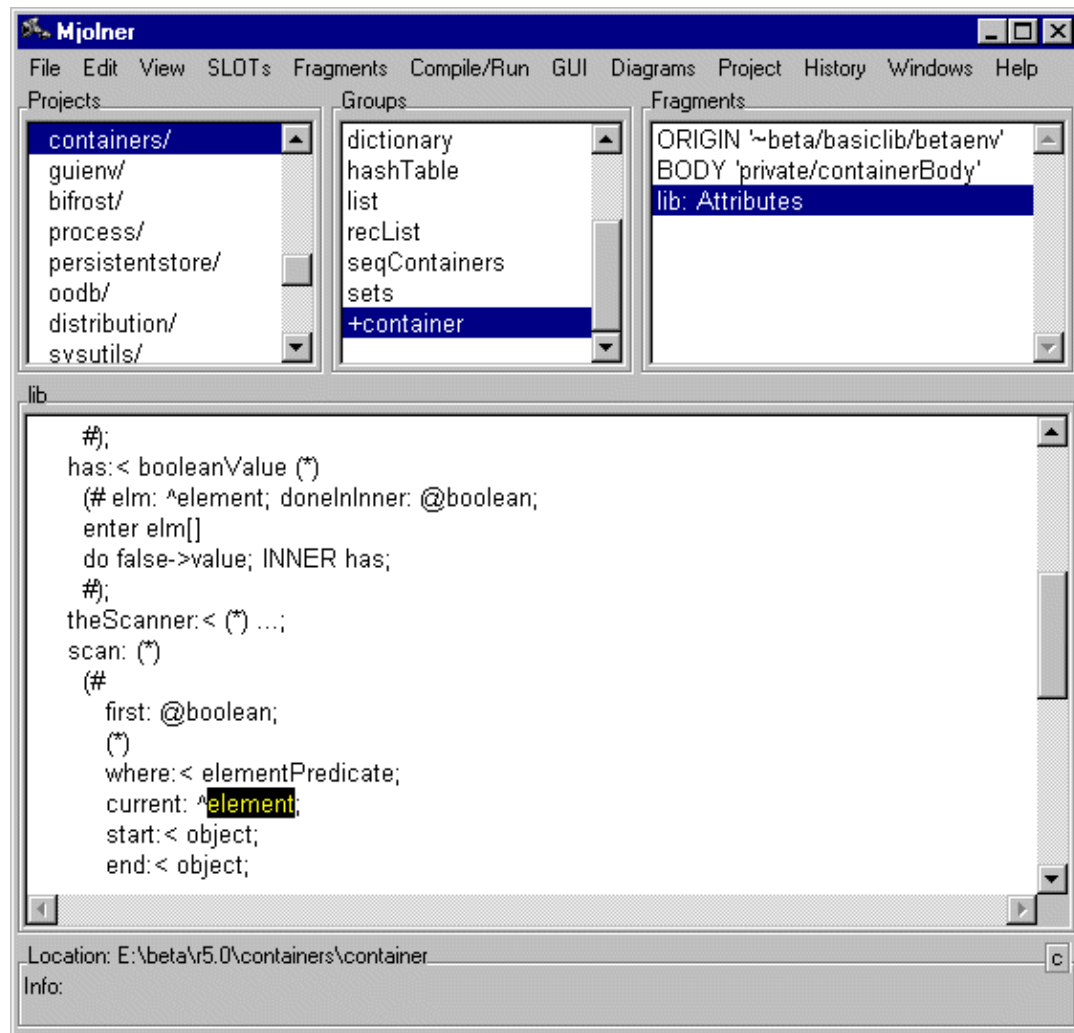 Mjolner
File Edit View SLOTs Fragments Compile/Run GUI Diagrams Project History Windows Help
Projects
containers/
guienv/
bifrost/
process/
persistentstore/
oodb/
distribution/
sysutils/
Groups
dictionary
hashTable
list
recList
seqContainers
sets
+container
Fragments
ORIGIN '~beta/basiclib/betaenv'
BODY 'private/containerBody'
lib: Attributes
lib
#);
has:< booleanValue (*)
(# elm: ^element; doneInInner: @boolean;
enter elm[]
do false->value; INNER has;
#);
theScanner:< (*) ...;
scan: (*)
(#
first: @boolean;
(*)
where:< elementPredicate;
current: ^element;
start:< object;
end:< object;
Location: E:\beta\r5.0\containers\container
c
Info: